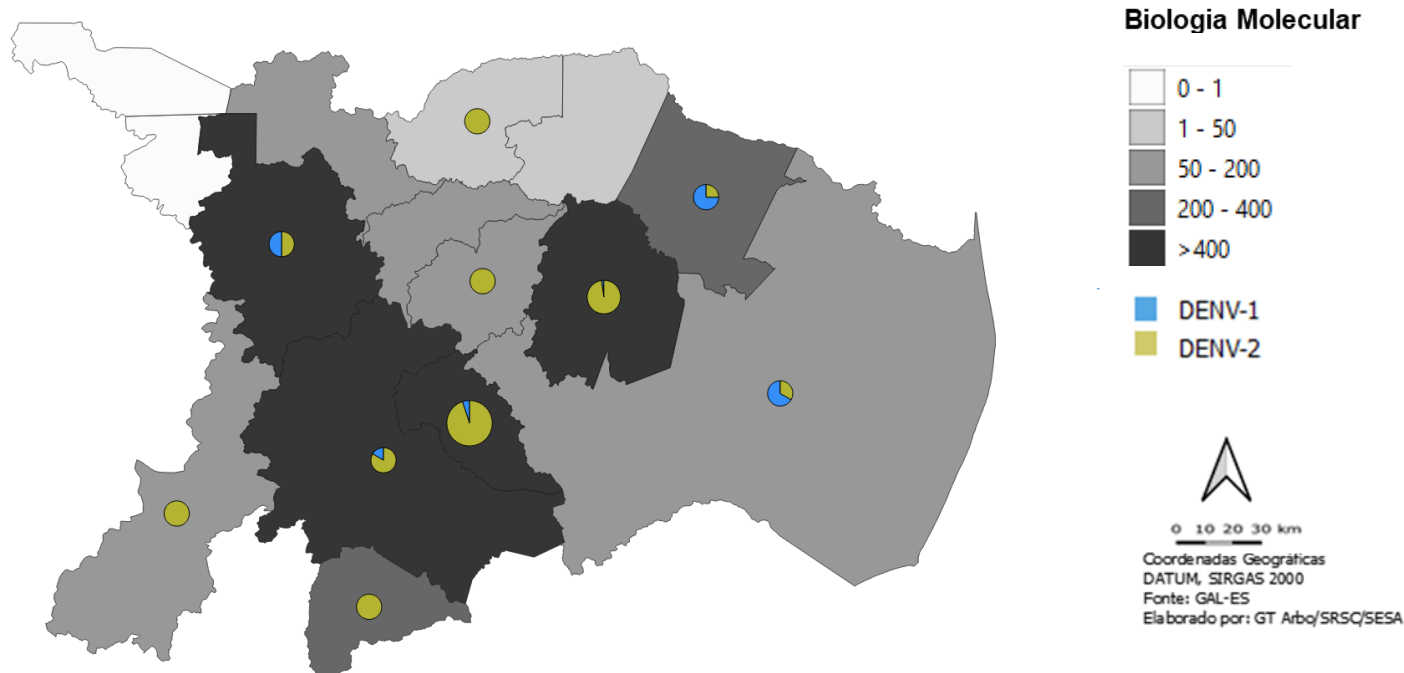 Biologia Molecular
0 - 1
1 - 50
50 - 200
200 - 400
>400
DENV-1
DENV-2
0 10 20 30 km
Coordenadas Geográficas
DATUM, SIRGAS 2000
Fonte: GAL-ES
Elaborado por: GT Arbo/SRSC/SESA